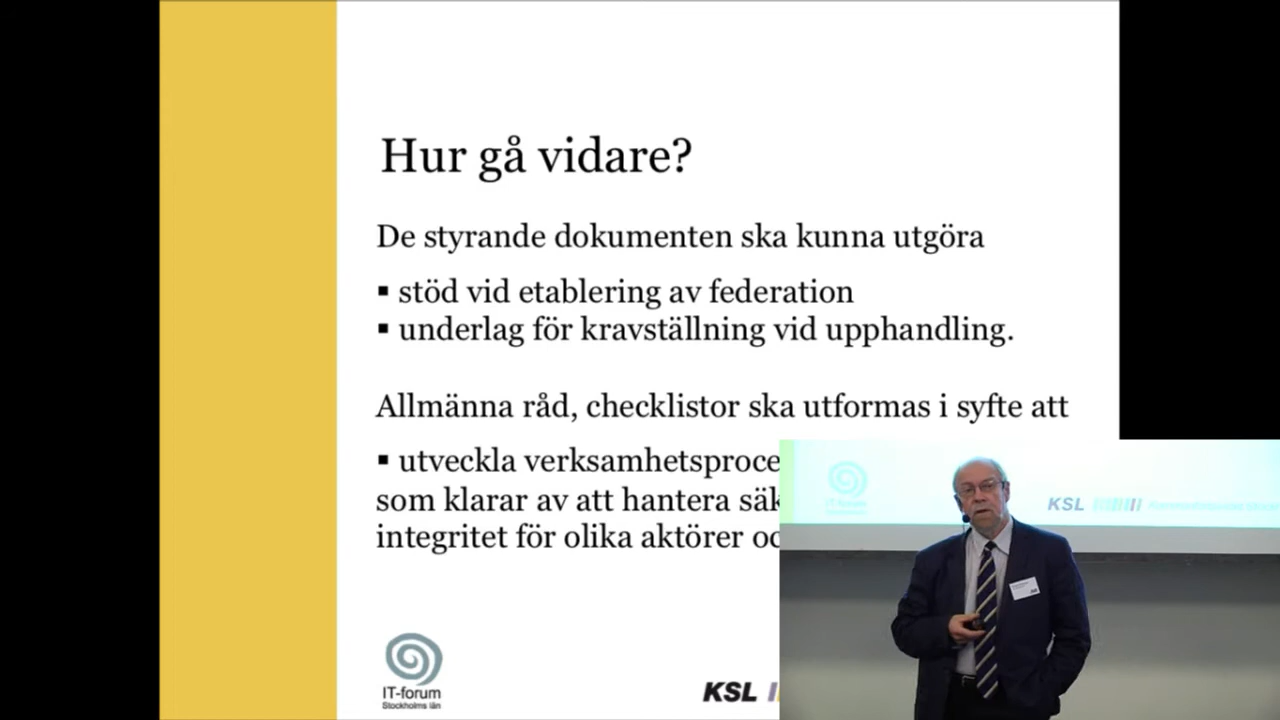 Hur gå vidare?
De styrande dokumenten ska kunna utgöra
▪ stöd vid etablering av federation
▪ underlag för kravställning vid upphandling.
Allmänna råd, checklistor ska utformas i syfte att
▪ utveckla verksamhetsproce
som klarar av att hantera säk
integritet för olika aktörer oc
IT-forum
Stockholms län
KSL
IT-forum
KSL